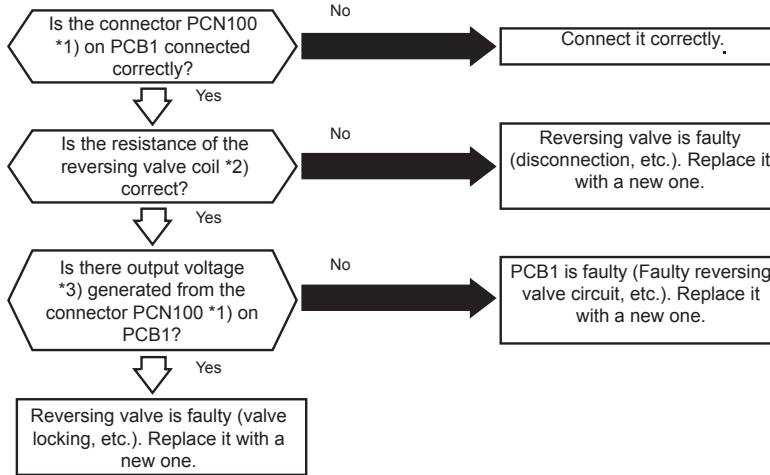 Is the connector PCN100
*1) on PCB1 connected
correctly?
No
Connect it correctly.
Yes
Is the resistance of the
reversing valve coil *2)
correct?
No
Reversing valve is faulty
(disconnection, etc.). Replace it
with a new one.
Yes
Is there output voltage
*3) generated from the
connector PCN100 *1) on
PCB1?
No
PCB1 is faulty (Faulty reversing
valve circuit, etc.). Replace it
with a new one.
Yes
Reversing valve is faulty (valve
locking, etc.). Replace it with a
new one.